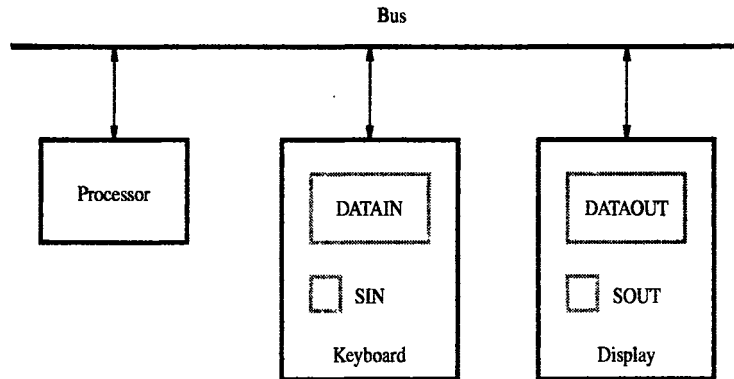 Bus
Processor
DATAIN
DATAOUT
SIN
SOUT
Keyboard
Display